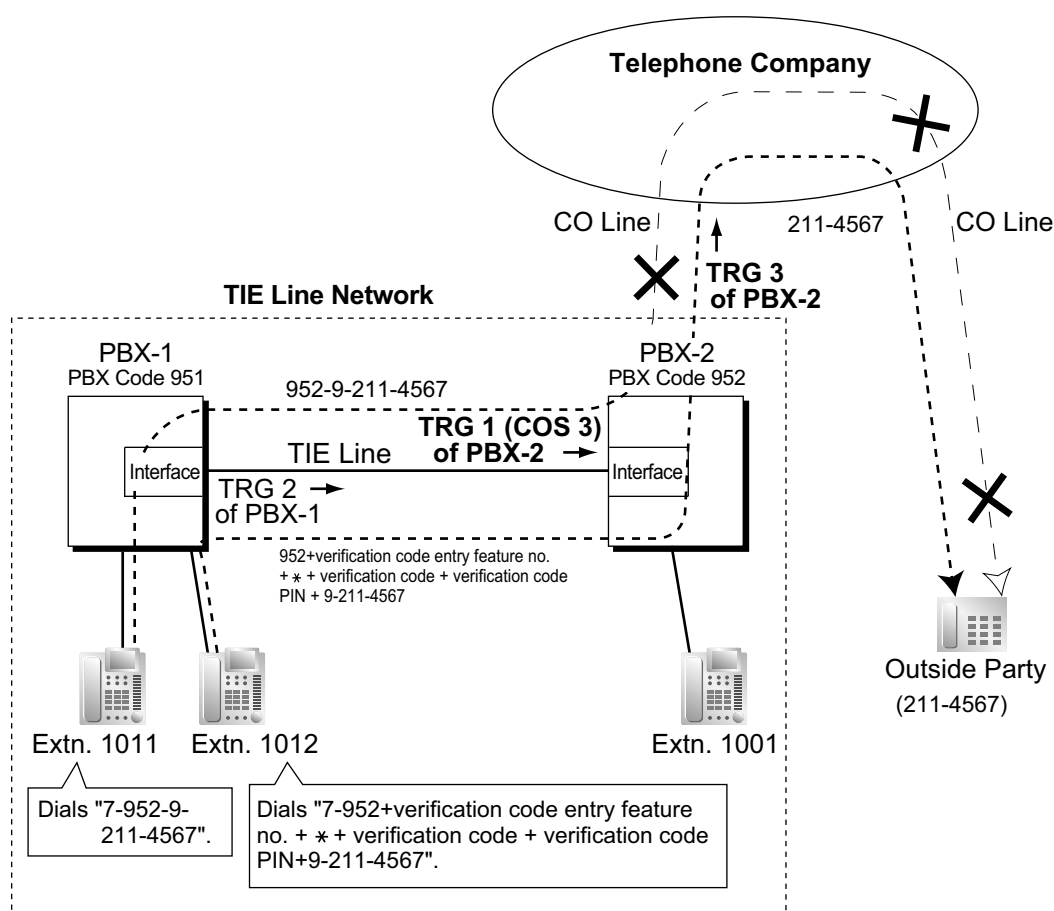 Telephone Company
CO Line
211-4567
CO Line
TRG 3
of PBX-2
TIE Line Network
PBX-1
PBX Code 951
PBX-2
PBX Code 952
952-9-211-4567
TRG 1 (COS 3)
of PBX-2
TIE Line
Interface
Interface
TRG 2
of PBX-1
952+verification code entry feature no.
+ * + verification code + verification code
PIN + 9-211-4567
Outside Party
(211-4567)
Extn. 1011
Extn. 1012
Extn. 1001
Dials "7-952-9-
211-4567".
Dials "7-952+verification code entry feature
no. + * + verification code + verification code
PIN+9-211-4567".